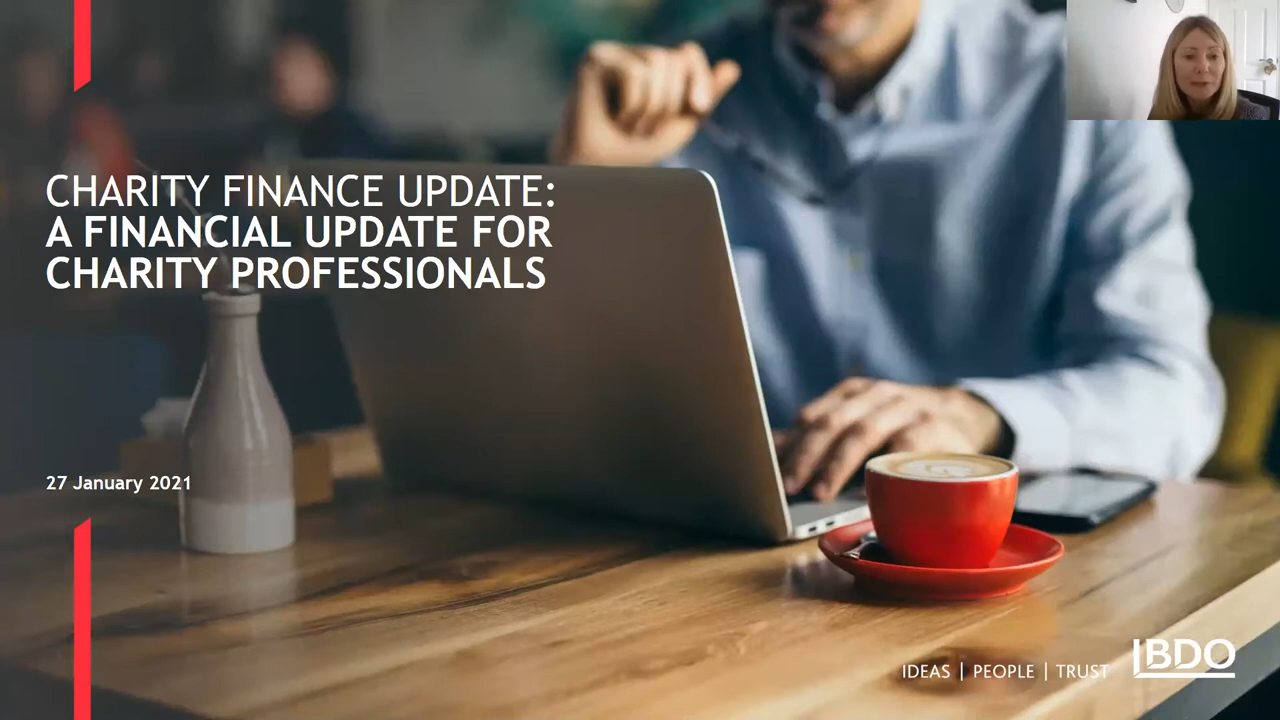 CHARITY FINANCE UPDATE:
A FINANCIAL UPDATE FOR
CHARITY PROFESSIONALS
27 January 2021
IDEAS | PEOPLE | TRUST
BDO